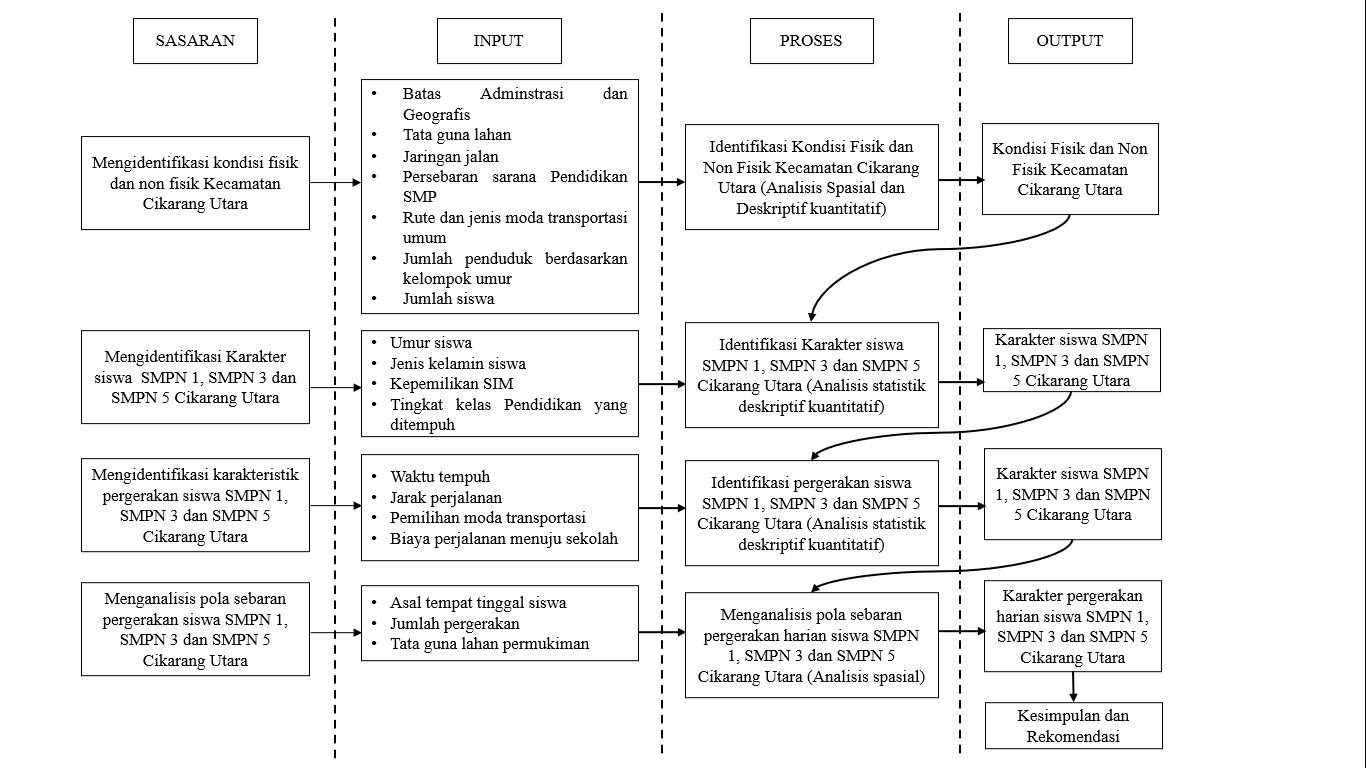 SASARAN
INPUT
PROSES
OUTPUT
Mengidentifikasi kondisi fisik
dan non fisik Kecamatan
Cikarang Utara
• Batas Adminstrasi dan
Geografis
• Tata guna lahan
• Jaringan jalan
• Persebaran sarana Pendidikan
SMP
• Rute dan jenis moda transportasi
umum
• Jumlah penduduk berdasarkan
kelompok umur
• Jumlah siswa
Identifikasi Kondisi Fisik dan
Non Fisik Kecamatan Cikarang
Utara (Analisis Spasial dan
Deskriptif kuantitatif)
Kondisi Fisik dan Non
Fisik Kecamatan
Cikarang Utara
Mengidentifikasi Karakter
siswa SMPN 1, SMPN 3 dan
SMPN 5 Cikarang Utara
• Umur siswa
• Jenis kelamin siswa
• Kepemilikan SIM
• Tingkat kelas Pendidikan yang
ditempuh
Identifikasi Karakter siswa
SMPN 1, SMPN 3 dan SMPN 5
Cikarang Utara (Analisis statistik
deskriptif kuantitatif)
Karakter siswa SMPN
1, SMPN 3 dan SMPN
5 Cikarang Utara
Mengidentifikasi karakteristik
pergerakan siswa SMPN 1,
SMPN 3 dan SMPN 5
Cikarang Utara
• Waktu tempuh
• Jarak perjalanan
• Pemilihan moda transportasi
• Biaya perjalanan menuju sekolah
Identifikasi pergerakan siswa
SMPN 1, SMPN 3 dan SMPN 5
Cikarang Utara (Analisis statistik
deskriptif kuantitatif)
Karakter siswa SMPN
1, SMPN 3 dan SMPN
5 Cikarang Utara
Menganalisis pola sebaran
pergerakan siswa SMPN 1,
SMPN 3 dan SMPN 5
Cikarang Utara
• Asal tempat tinggal siswa
• Jumlah pergerakan
• Tata guna lahan permukiman
Menganalisis pola sebaran
pergerakan harian siswa SMPN
1, SMPN 3 dan SMPN 5
Cikarang Utara (Analisis spasial)
Karakter pergerakan
harian siswa SMPN 1,
SMPN 3 dan SMPN 5
Cikarang Utara
Kesimpulan dan
Rekomendasi